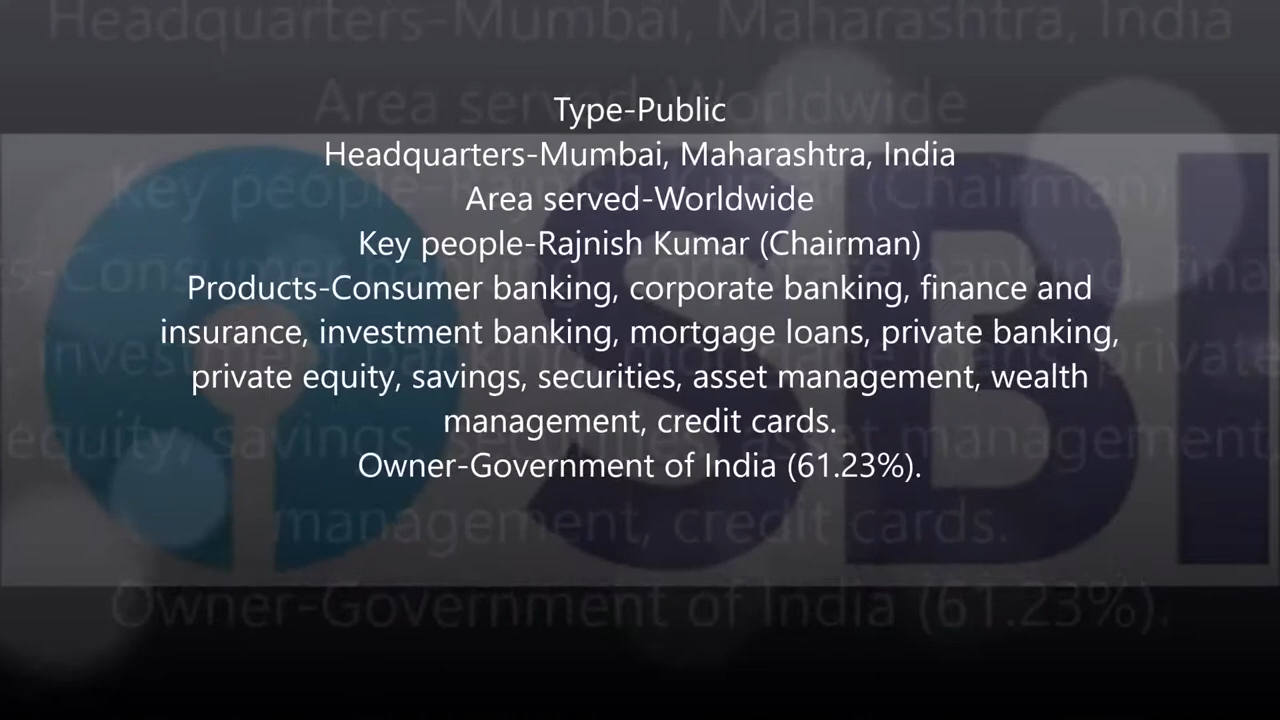 Type-Public
Headquarters-Mumbai, Maharashtra, India
Area served-Worldwide
Key people-Rajnish Kumar (Chairman)
Products-Consumer banking, corporate banking, finance and
insurance, investment banking, mortgage loans, private banking,
private equity, savings, securities, asset management, wealth
management, credit cards.
Owner-Government of India (61.23%).
SBI